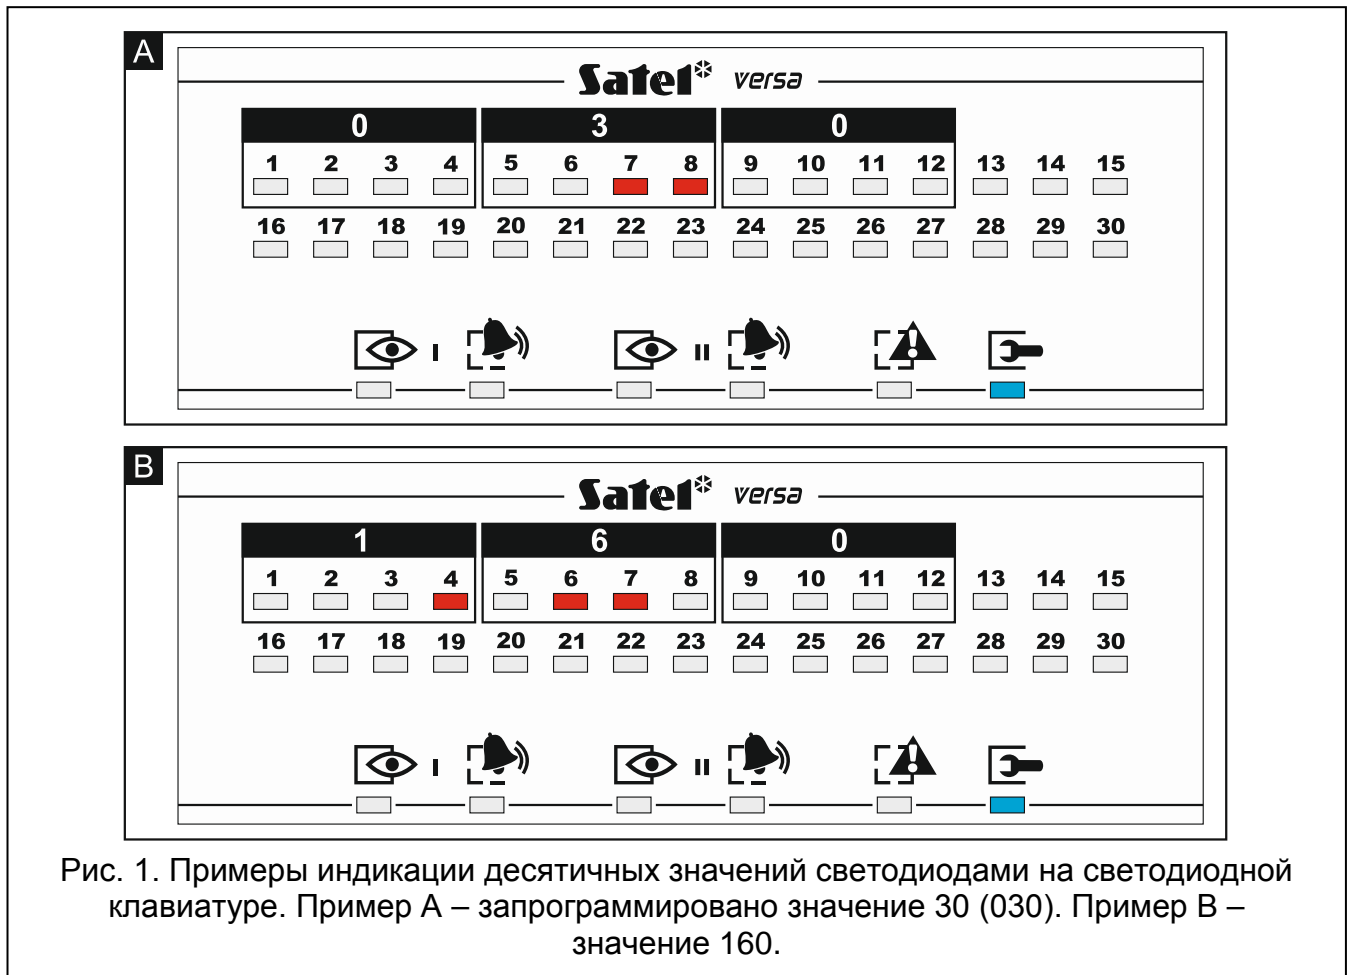 A
Satel versa
0 3 0
1 2 3 4 5 6 7 8 9 10 11 12 13 14 15
16 17 18 19 20 21 22 23 24 25 26 27 28 29 30
I II
B
Satel versa
1 6 0
1 2 3 4 5 6 7 8 9 10 11 12 13 14 15
16 17 18 19 20 21 22 23 24 25 26 27 28 29 30
I II
Рис. 1. Примеры индикации десятичных значений светодиодами на светодиодной
клавиатуре. Пример А – запрограммировано значение 30 (030). Пример В –
значение 160.